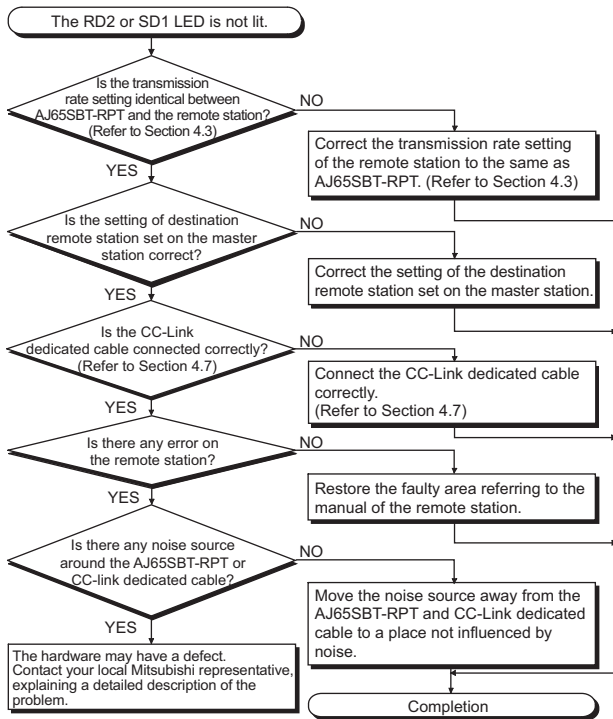 The RD2 or SD1 LED is not lit.
Is the transmission
rate setting identical between
AJ65SBT-RPT and the remote station?
(Refer to Section 4.3)
NO
Correct the transmission rate setting
of the remote station to the same as
AJ65SBT-RPT. (Refer to Section 4.3)
YES
Is the setting of destination
remote station set on the master
station correct?
NO
Correct the setting of the destination
remote station set on the master station.
YES
Is the CC-Link
dedicated cable connected correctly?
(Refer to Section 4.7)
NO
Connect the CC-Link dedicated cable
correctly.
(Refer to Section 4.7)
YES
Is there any error on
the remote station?
NO
Restore the faulty area referring to the
manual of the remote station.
YES
Is there any noise source
around the AJ65SBT-RPT or
CC-link dedicated cable?
NO
Move the noise source away from the
AJ65SBT-RPT and CC-Link dedicated
cable to a place not influenced by
noise.
YES
The hardware may have a defect.
Contact your local Mitsubishi representative,
explaining a detailed description of the
problem.
Completion